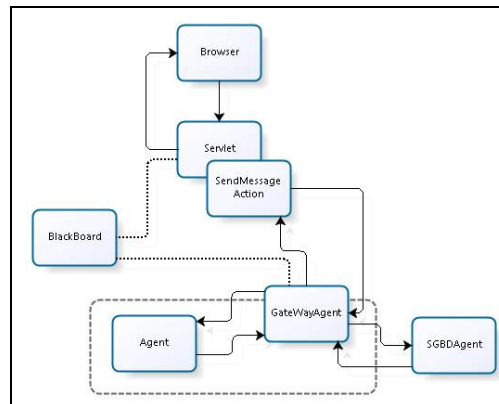 Browser
Servlet
SendMessage
Action
BlackBoard
GateWayAgent
Agent
SGBDAgent